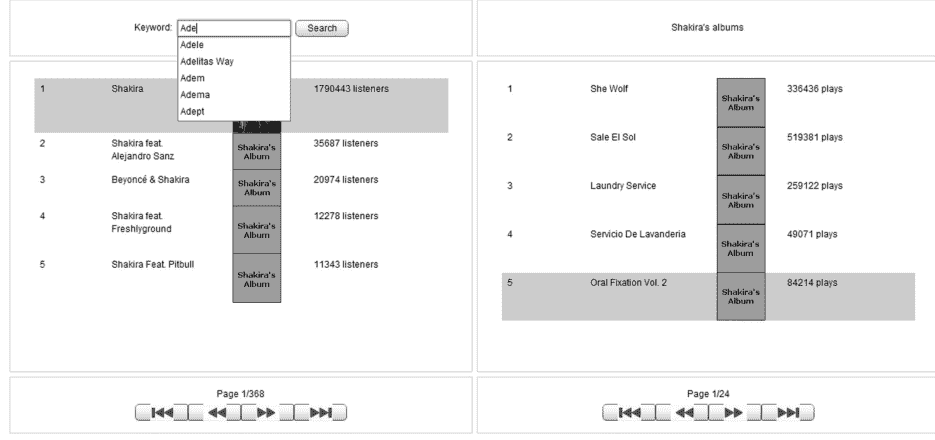 Keyword: Ade Search
Adele
Adelitas Way
Adem
Adema
Adept
1 Shakira 1790443 listeners
2 Shakira feat. Alejandro Sanz Shakira's Album 35687 listeners
3 Beyoncé & Shakira Shakira's Album 20974 listeners
4 Shakira feat. Freshlyground Shakira's Album 12278 listeners
5 Shakira Feat. Pitbull Shakira's Album 11343 listeners
Page 1/368
Shakira's albums
1 She Wolf Shakira's Album 336436 plays
2 Sale El Sol Shakira's Album 519381 plays
3 Laundry Service Shakira's Album 259122 plays
4 Servicio De Lavanderia Shakira's Album 49071 plays
5 Oral Fixation Vol. 2 Shakira's Album 84214 plays
Page 1/24